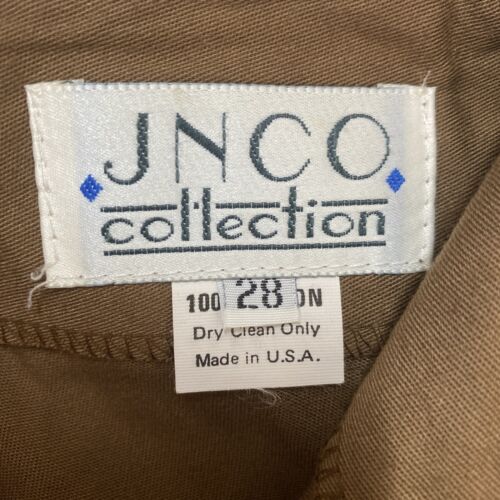 JNCO
collection
28
100 ON
Dry Clean Only
Made in U.S.A.